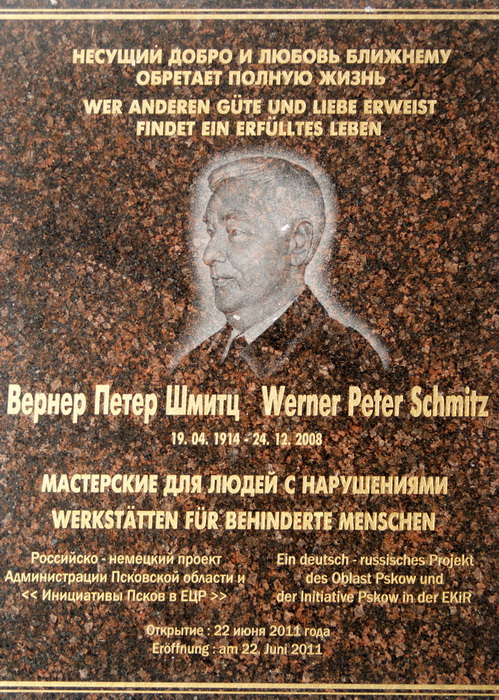 НЕСУЩИЙ ДОБРО И ЛЮБОВЬ БЛИЖНЕМУ
ОБРЕТАЕТ ПОЛНУЮ ЖИЗНЬ
WER ANDEREN GÜTE UND LIEBE ERWEIST
FINDET EIN ERFÜLLTES LEBEN
Вернер Петер Шмитц Werner Peter Schmitz
19. 04. 1914 - 24. 12. 2008
МАСТЕРСКИЕ ДЛЯ ЛЮДЕЙ С НАРУШЕНИЯМИ
WERKSTÄTTEN FÜR BEHINDERTE MENSCHEN
Российско - немецкий проект
Администрации Псковской области и
<< Инициативы Псков в ЕЦР >>
Ein deutsch - russisches Projekt
des Oblast Pskow und
der Initiative Pskow in der EKiR
Открытие : 22 июня 2011 года
Eröffnung : am 22. Juni 2011